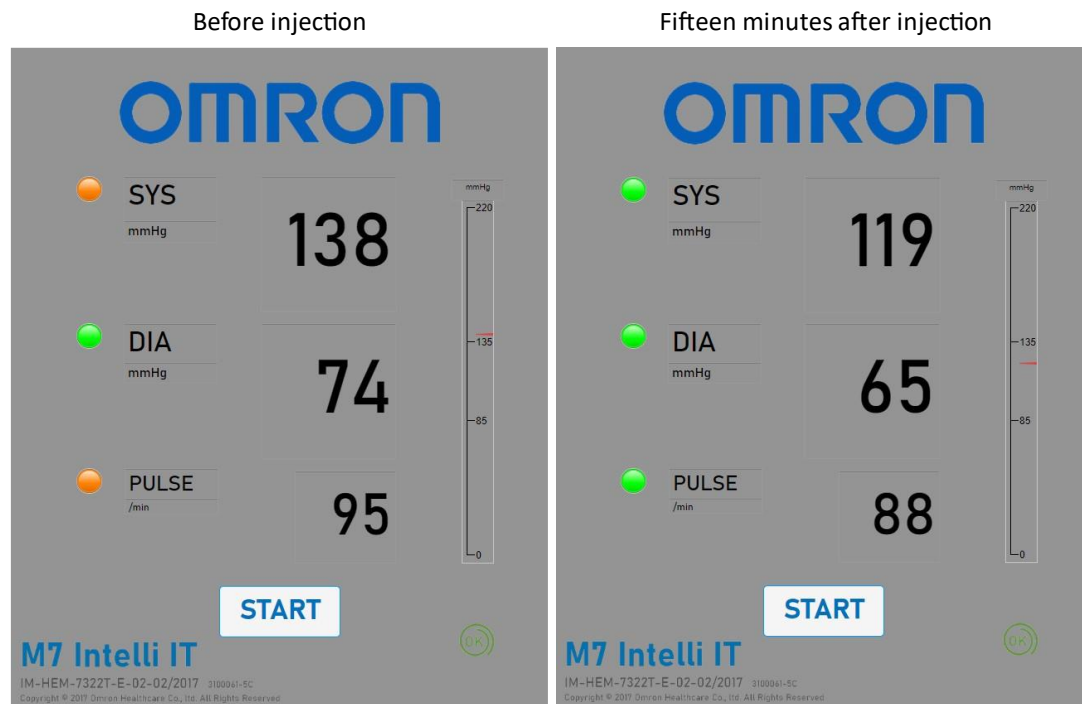 Before injection
OMRON
SYS
mmHg
138
mmHg
220
135
85
0
DIA
mmHg
74
PULSE
/min
95
START
OK
M7 Intelli IT
IM-HEM-7322T-E-02-02/2017 3100061-5C
Copyright © 2017 Omron Healthcare Co., ltd. All Rights Reserved
Fifteen minutes after injection
OMRON
SYS
mmHg
119
mmHg
220
135
85
0
DIA
mmHg
65
PULSE
/min
88
START
OK
M7 Intelli IT
IM-HEM-7322T-E-02-02/2017 3100061-5C
Copyright © 2017 Omron Healthcare Co., ltd. All Rights Reserved